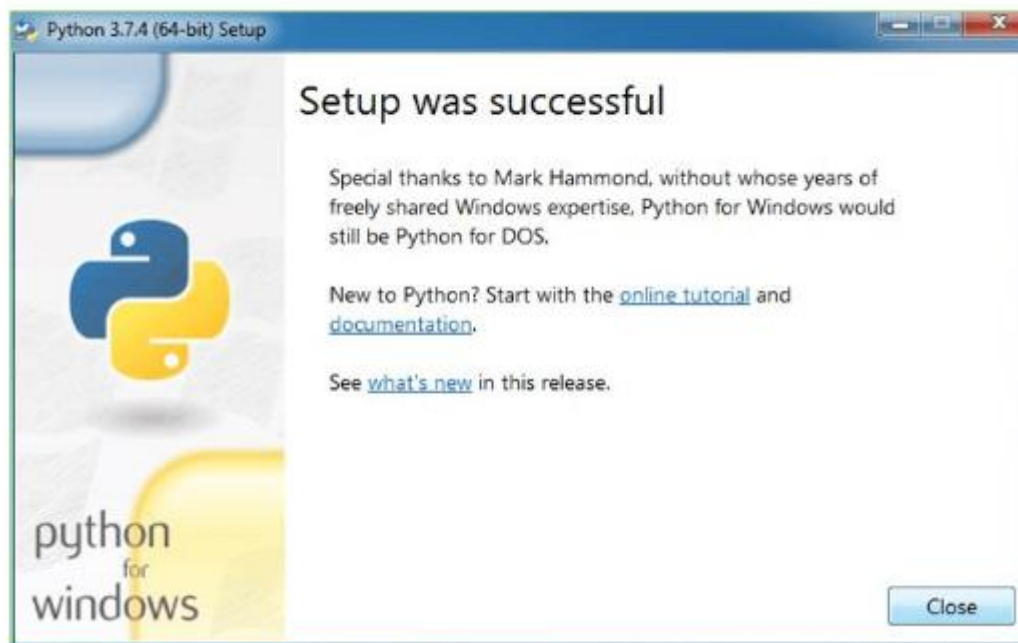 Python 3.7.4 (64-bit) Setup
Setup was successful
Special thanks to Mark Hammond, without whose years of
freely shared Windows expertise, Python for Windows would
still be Python for DOS.
New to Python? Start with the online tutorial and
documentation.
See what's new in this release.
python
for
windows
Close